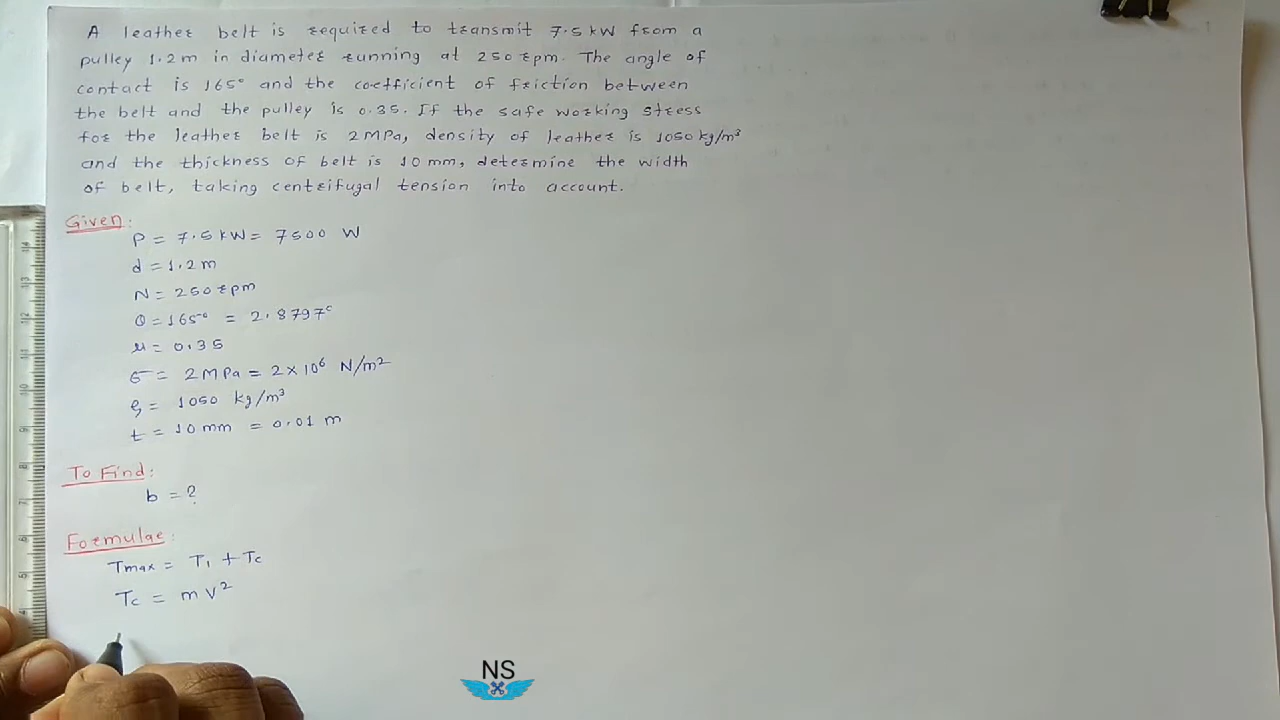 A leather belt is required to transmit 7.5 kW from a
pulley 1.2 m in diameter running at 250 rpm. The angle of
contact is 165° and the coefficient of friction between
the belt and the pulley is 0.35. If the safe working stress
for the leather belt is 2 MPa, density of leather is 1050 kg/m³
and the thickness of belt is 10 mm, determine the width
of belt, taking centrifugal tension into account.
Given:
P = 7.5 kW = 7500 W
d = 1.2 m
N = 250 rpm
θ = 165° = 2.8797ᶜ
μ = 0.35
σ = 2 MPa = 2 × 10⁶ N/m²
ρ = 1050 kg/m³
t = 10 mm = 0.01 m
To Find:
b = ?
Formulae:
Tmax = T₁ + Tc
Tc = m v²
NS